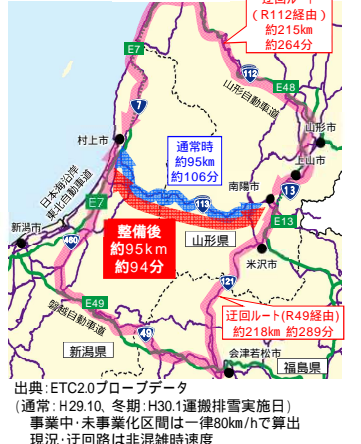 迂回ルート
(R112経由)
約215km
約264分
E7
112
E48
山形自動車道
7
山形市
村上市
通常時
約95km
約106分
上山市
日本海沿岸
東北自動車道
南陽市
13
113
E7
整備後
約95km
約94分
E13
新潟市
山形県
米沢市
460
121
E49
磐越自動車道
迂回ルート(R49経由)
約218km 約289分
49
新潟県
会津若松市
福島県
出典:ETC2.0プローブデータ
(通常:H29.10、冬期:H30.1運搬排雪実施日)
事業中・未事業化区間は一律80km/hで算出
現況・迂回路は非混雑時速度